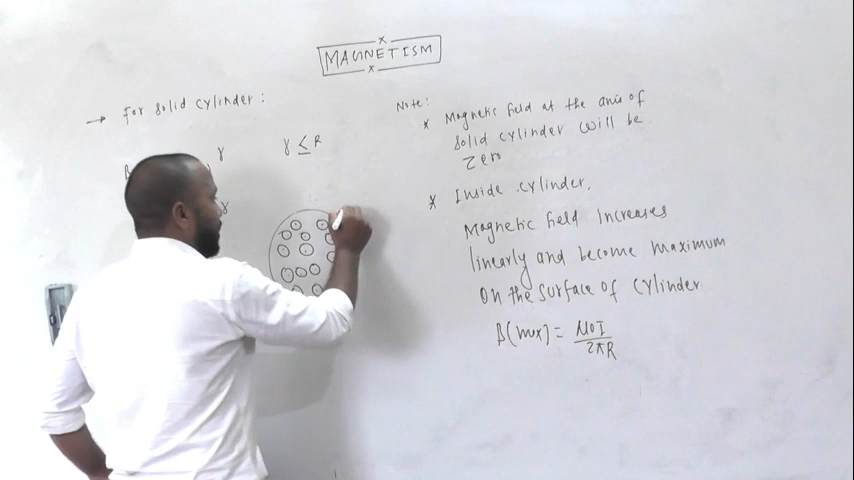 MAGNETISM
→ For solid cylinder:
r ≤ R
Note:
* Magnetic field at the axis of
solid cylinder will be
Zero
* Inside cylinder,
Magnetic field Increases
linearly and become maximum
On the surface of cylinder.
B(max) = μ0I / 2πR